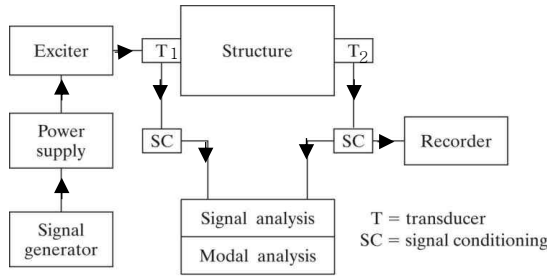 Exciter
T1
Structure
T2
Power
supply
SC
SC
Recorder
Signal
generator
Signal analysis
Modal analysis
T = transducer
SC = signal conditioning